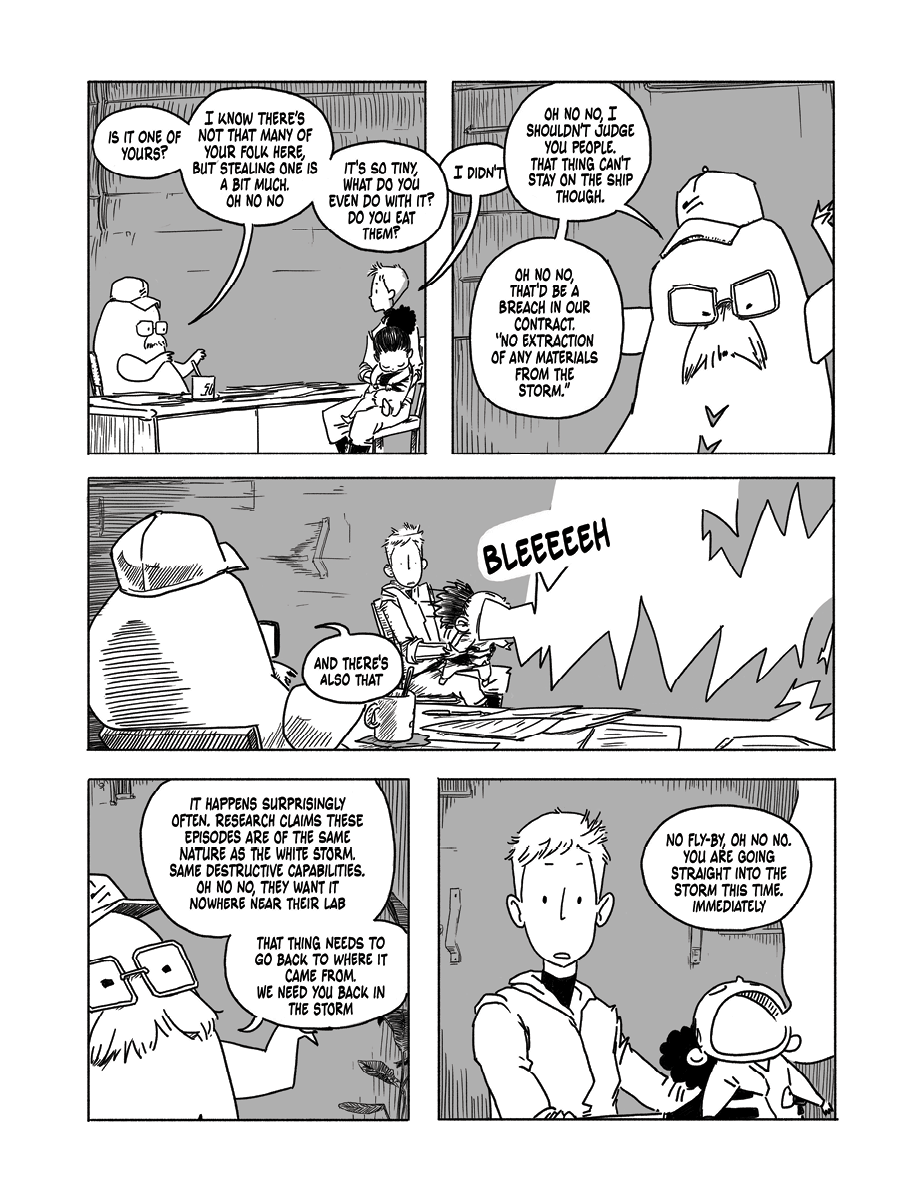 IS IT ONE OF
YOURS?
I KNOW THERE'S
NOT THAT MANY OF
YOUR FOLK HERE,
BUT STEALING ONE IS
A BIT MUCH.
OH NO NO
IT'S SO TINY,
WHAT DO YOU
EVEN DO WITH IT?
DO YOU EAT
THEM?
I DIDN'T
OH NO NO, I
SHOULDN'T JUDGE
YOU PEOPLE.
THAT THING CAN'T
STAY ON THE SHIP
THOUGH.
OH NO NO,
THAT'D BE A
BREACH IN OUR
CONTRACT.
"NO EXTRACTION
OF ANY MATERIALS
FROM THE
STORM."
BLEEEEEH
AND THERE'S
ALSO THAT
IT HAPPENS SURPRISINGLY
OFTEN. RESEARCH CLAIMS THESE
EPISODES ARE OF THE SAME
NATURE AS THE WHITE STORM.
SAME DESTRUCTIVE CAPABILITIES.
OH NO NO, THEY WANT IT
NOWHERE NEAR THEIR LAB
THAT THING NEEDS TO
GO BACK TO WHERE IT
CAME FROM.
WE NEED YOU BACK IN
THE STORM
NO FLY-BY, OH NO NO.
YOU ARE GOING
STRAIGHT INTO THE
STORM THIS TIME.
IMMEDIATELY